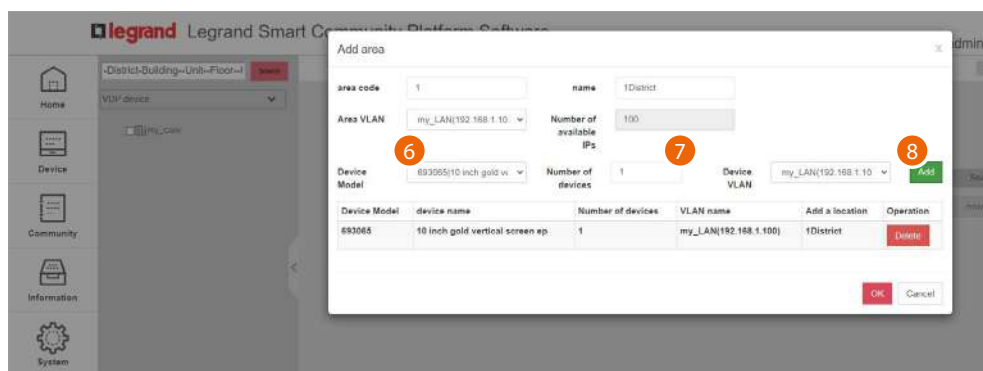 legrand Legrand Smart Community Platform Software
admin
Add area
x
-District-Building--Unit--Floor--I
Search
area code 1 name 1District
Home
VDP device
Area VLAN my_LAN(192.168.1.10 Number of available IPs 100
my_conv
6 7 8
Device
Device Model 693065(10 inch gold ve Number of devices 1 Device VLAN my_LAN(192.168.1.10 Add
Device Model device name Number of devices VLAN name Add a location Operation
693065 10 inch gold vertical screen ep 1 my_LAN(192.168.1.100) 1District Delete
Community
<
Information
OK Cancel
System